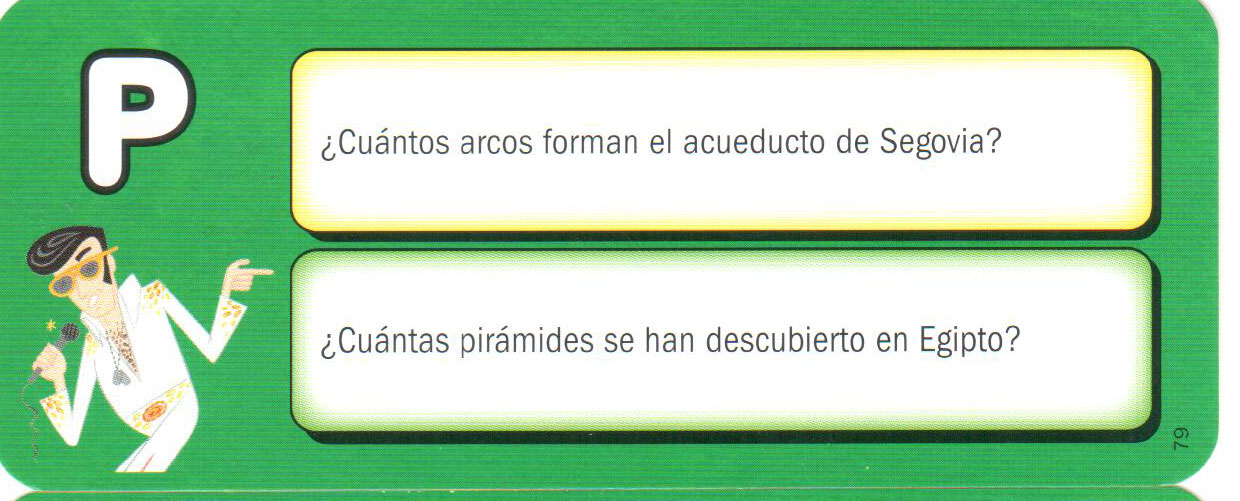 P
¿Cuántos arcos forman el acueducto de Segovia?
¿Cuántas pirámides se han descubierto en Egipto?
79